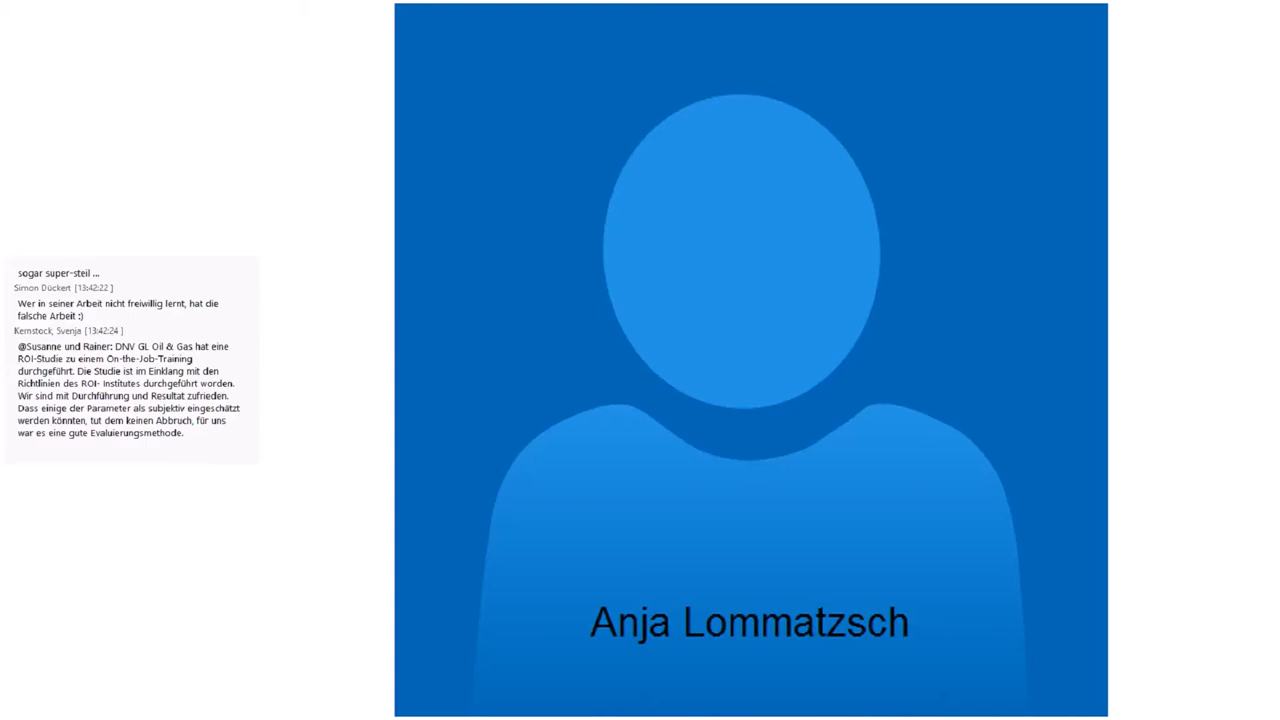 sogar super-steil ...
Simon Dückert [13:42:22 ]
Wer in seiner Arbeit nicht freiwillig lernt, hat die
falsche Arbeit :)
Kernstock, Svenja [13:42:24 ]
@Susanne und Rainer: DNV GL Oil & Gas hat eine
ROI-Studie zu einem On-the-Job-Training
durchgeführt. Die Studie ist im Einklang mit den
Richtlinien des ROI- Institutes durchgeführt worden.
Wir sind mit Durchführung und Resultat zufrieden.
Dass einige der Parameter als subjektiv eingeschätzt
werden könnten, tut dem keinen Abbruch, für uns
war es eine gute Evaluierungsmethode.
Anja Lommatzsch